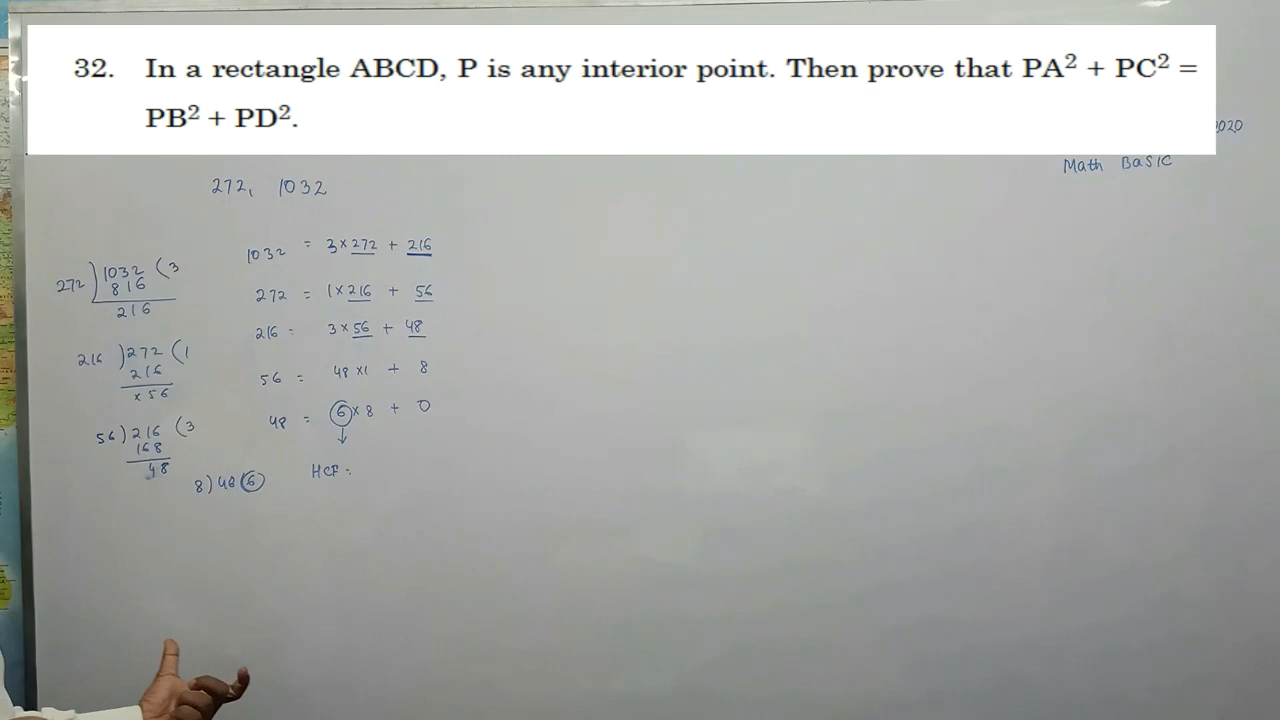 32. In a rectangle ABCD, P is any interior point. Then prove that PA² + PC² =
PB² + PD².
2020
Math Basic
272, 1032
1032 = 3 × 272 + 216
272 = 1 × 216 + 56
216 = 3 × 56 + 48
56 = 48 × 1 + 8
48 = 6 × 8 + 0
HCF =
272 ) 1032 ( 3
816
216
216 ) 272 ( 1
216
× 56
56 ) 216 ( 3
168
48
8 ) 48 ( 6